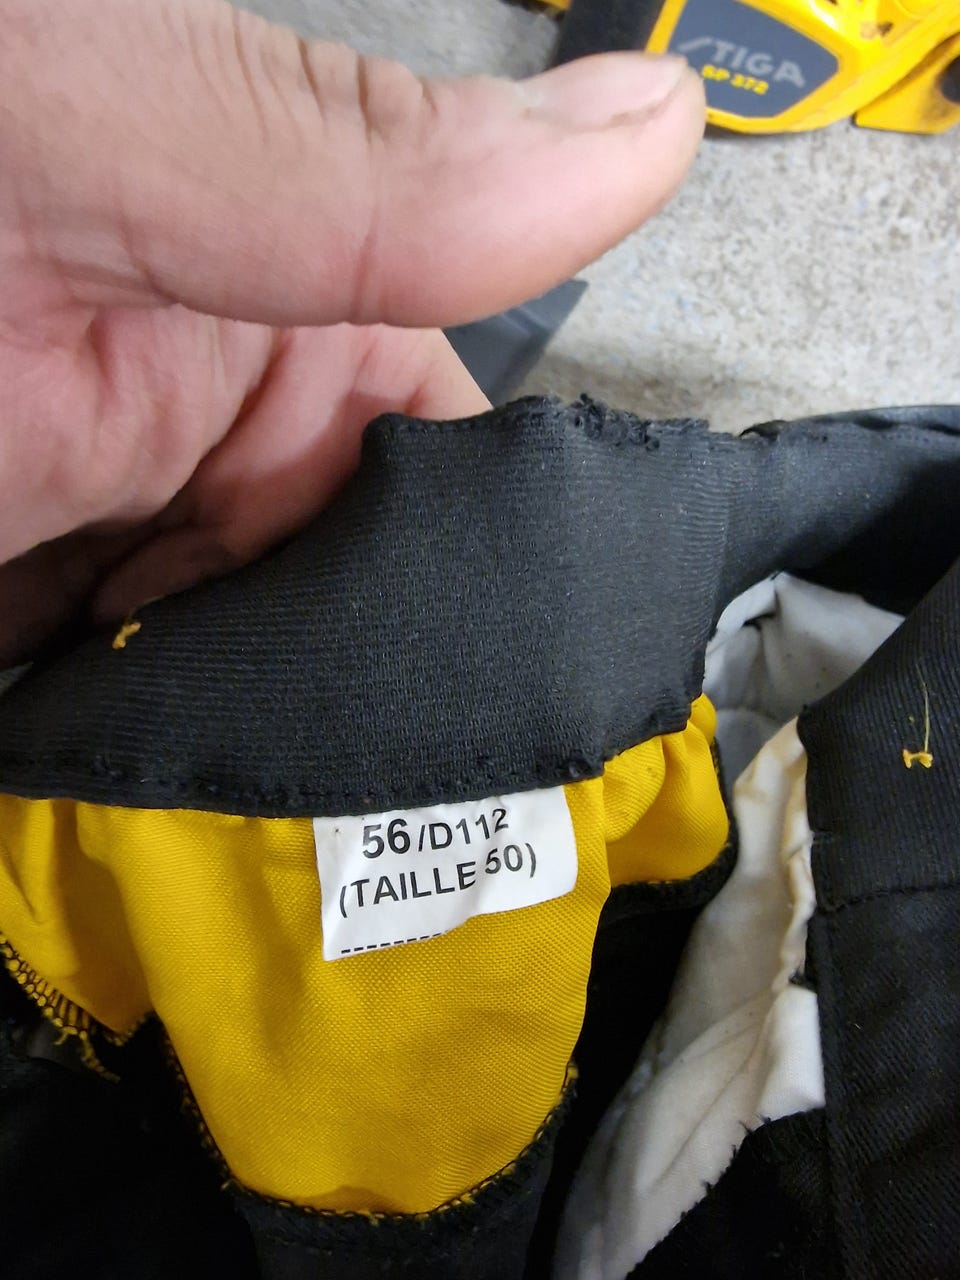 STIGA
SP 372
56/D112
(TAILLE 50)